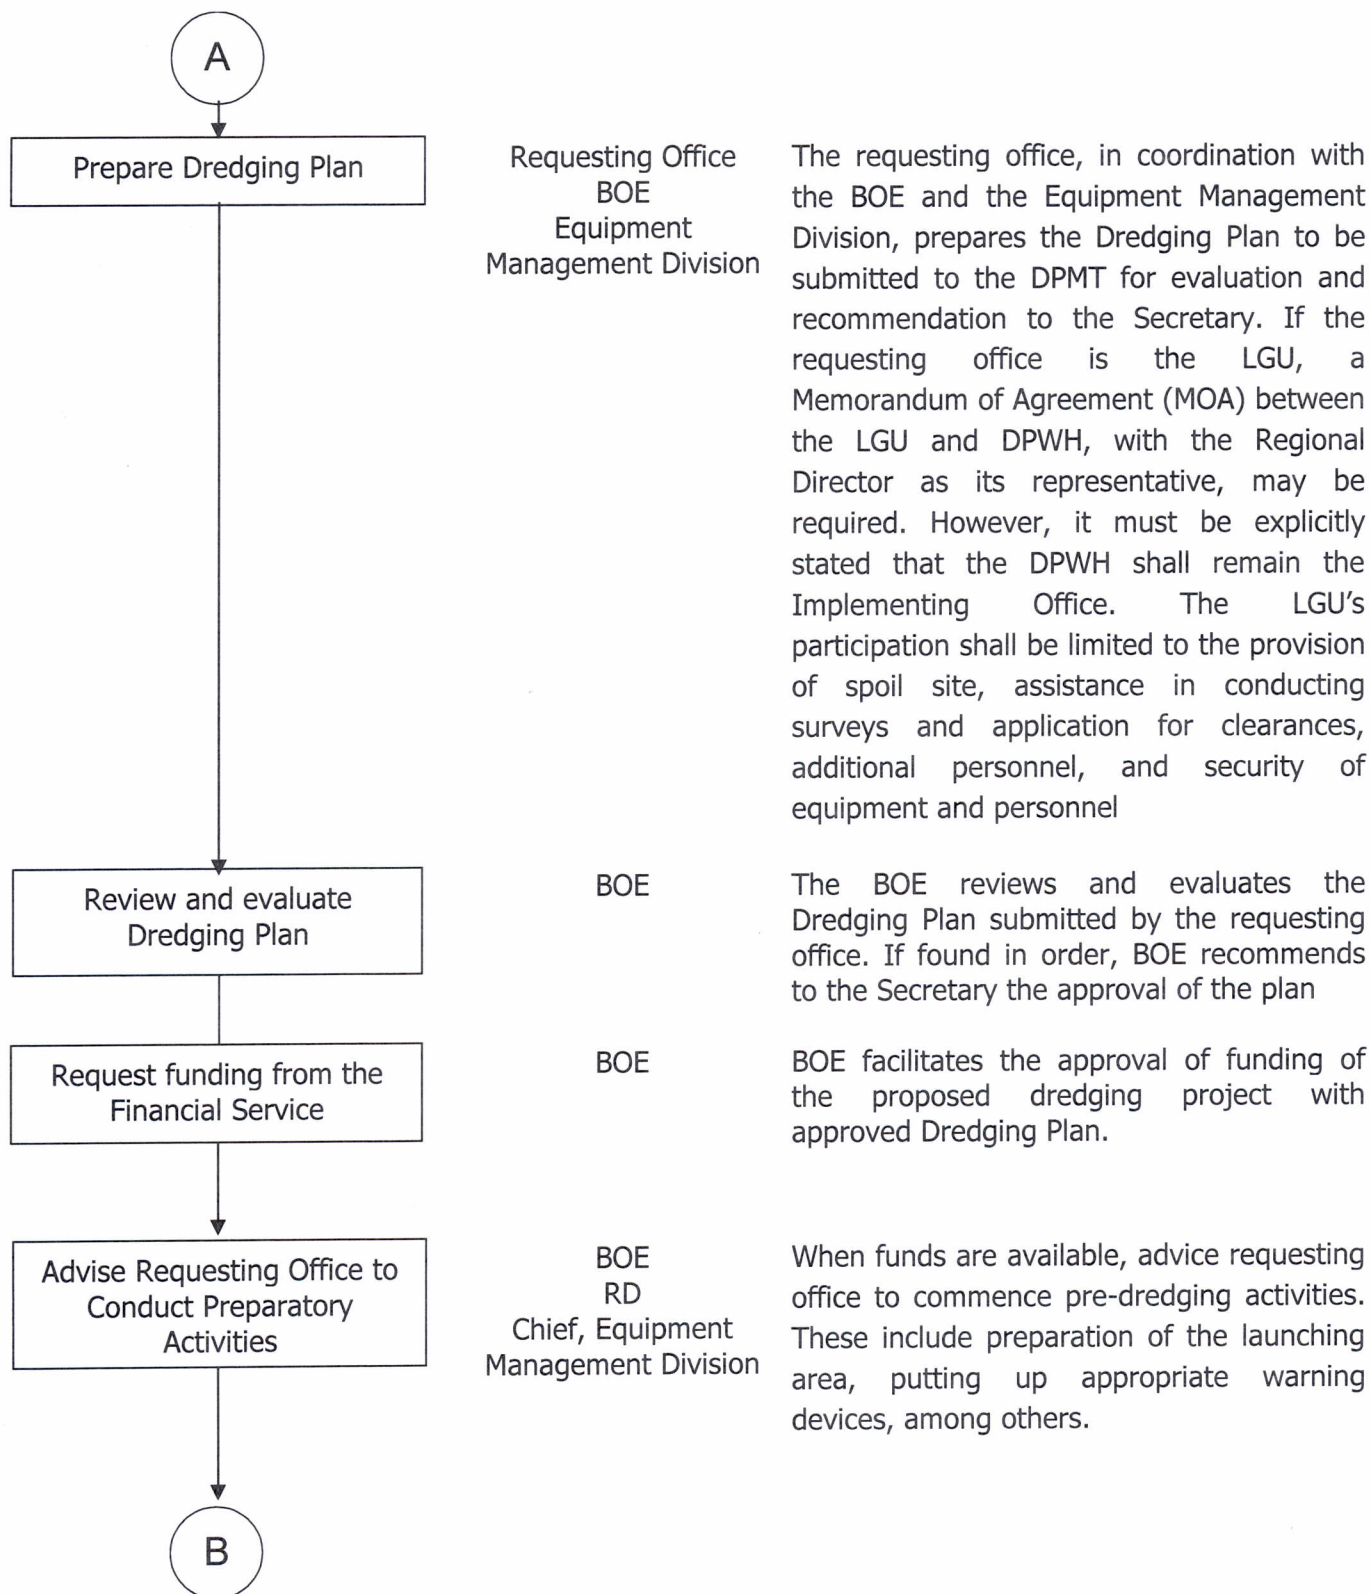 A
Prepare Dredging Plan
Requesting Office
BOE
Equipment
Management Division
The requesting office, in coordination with
the BOE and the Equipment Management
Division, prepares the Dredging Plan to be
submitted to the DPMT for evaluation and
recommendation to the Secretary. If the
requesting office is the LGU, a
Memorandum of Agreement (MOA) between
the LGU and DPWH, with the Regional
Director as its representative, may be
required. However, it must be explicitly
stated that the DPWH shall remain the
Implementing Office. The LGU's
participation shall be limited to the provision
of spoil site, assistance in conducting
surveys and application for clearances,
additional personnel, and security of
equipment and personnel
Review and evaluate
Dredging Plan
BOE
The BOE reviews and evaluates the
Dredging Plan submitted by the requesting
office. If found in order, BOE recommends
to the Secretary the approval of the plan
Request funding from the
Financial Service
BOE
BOE facilitates the approval of funding of
the proposed dredging project with
approved Dredging Plan.
Advise Requesting Office to
Conduct Preparatory
Activities
BOE
RD
Chief, Equipment
Management Division
When funds are available, advice requesting
office to commence pre-dredging activities.
These include preparation of the launching
area, putting up appropriate warning
devices, among others.
B